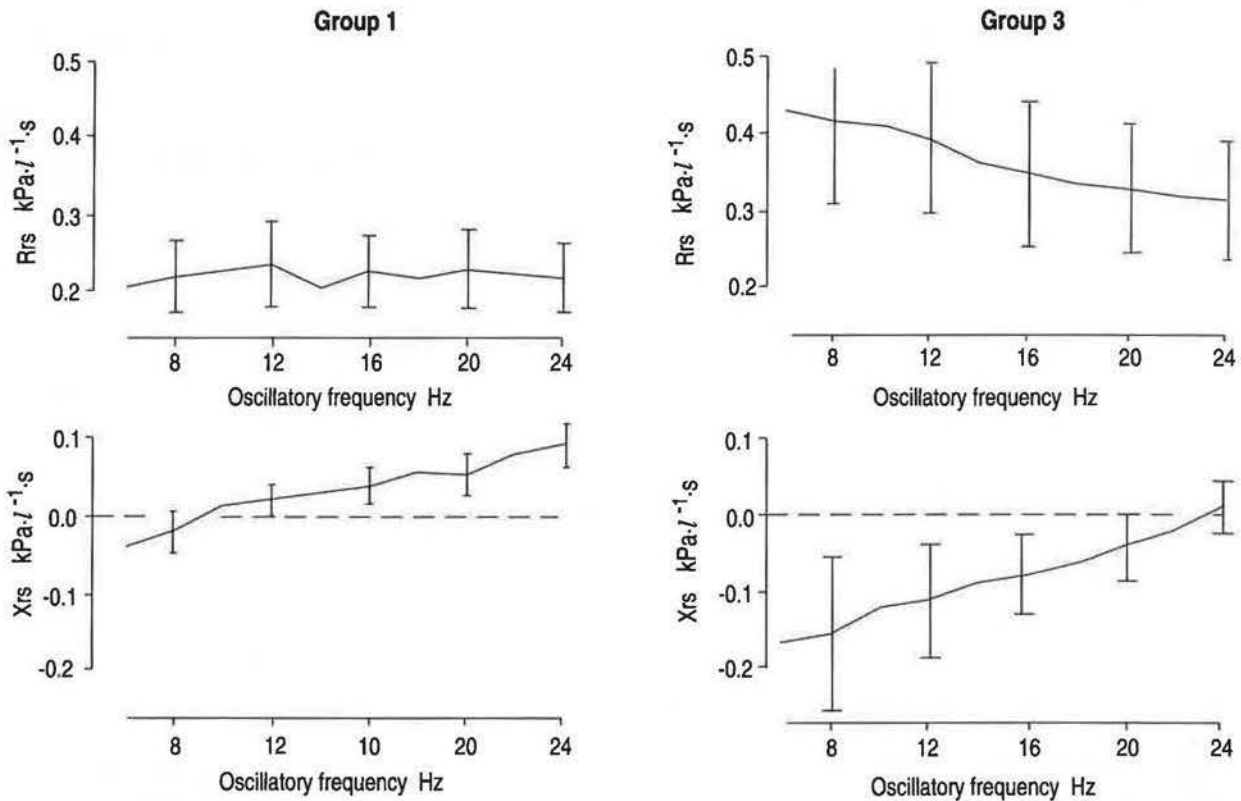 Group 1
Group 3
0.5
0.4
0.3
0.2
Rrs kPa·l⁻¹·s
8 12 16 20 24
Oscillatory frequency Hz
0.5
0.4
0.3
0.2
Rrs kPa·l⁻¹·s
8 12 16 20 24
Oscillatory frequency Hz
0.1
0.0
-0.1
-0.2
Xrs kPa·l⁻¹·s
8 12 10 20 24
Oscillatory frequency Hz
0.1
0.0
-0.1
-0.2
Xrs kPa·l⁻¹·s
8 12 16 20 24
Oscillatory frequency Hz